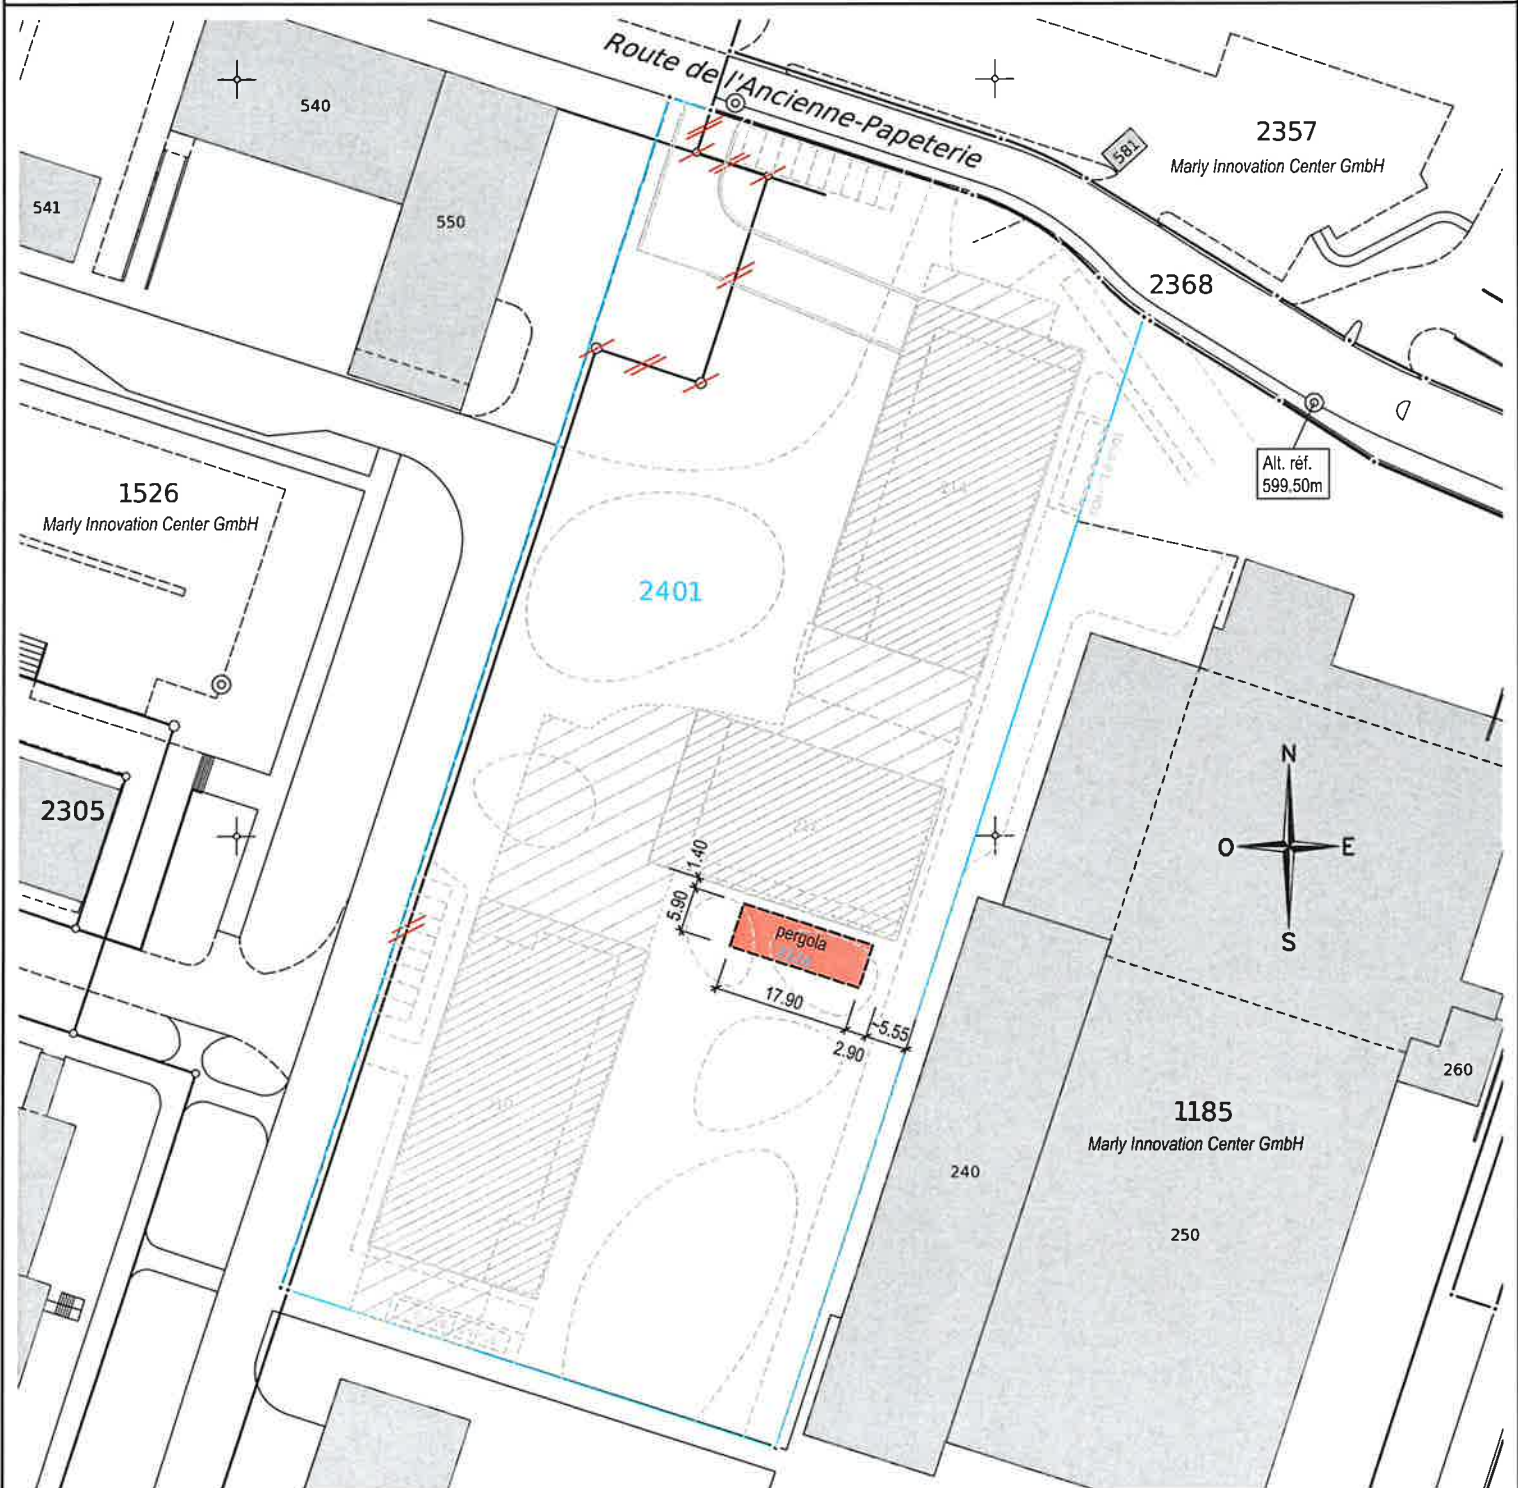 Route de l'Ancienne-Papeterie
540
2357
Marly Innovation Center GmbH
581
541
550
2368
Alt. réf.
599.50m
1526
Marly Innovation Center GmbH
214
2401
N
2305
O
E
1.40
5.90
S
pergola
17.90
~5.55
2.90
260
1185
Marly Innovation Center GmbH
240
250